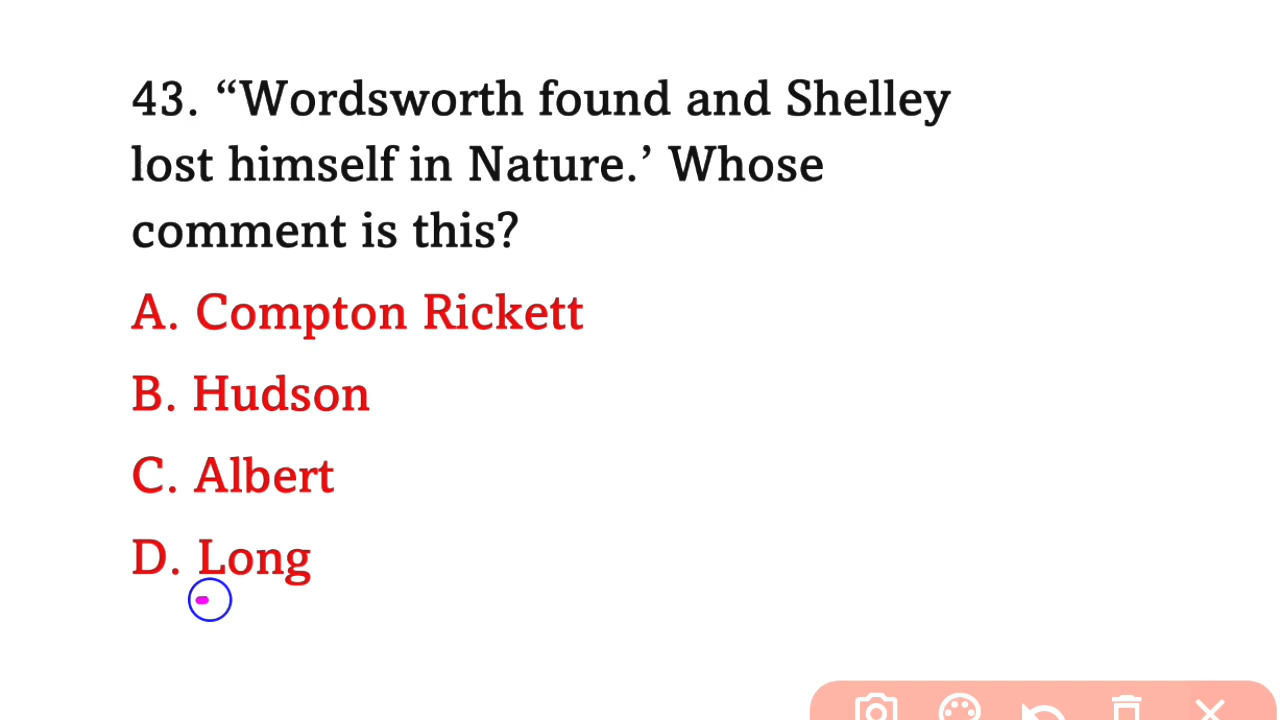 43. “Wordsworth found and Shelley
lost himself in Nature.’ Whose
comment is this?
A. Compton Rickett
B. Hudson
C. Albert
D. Long